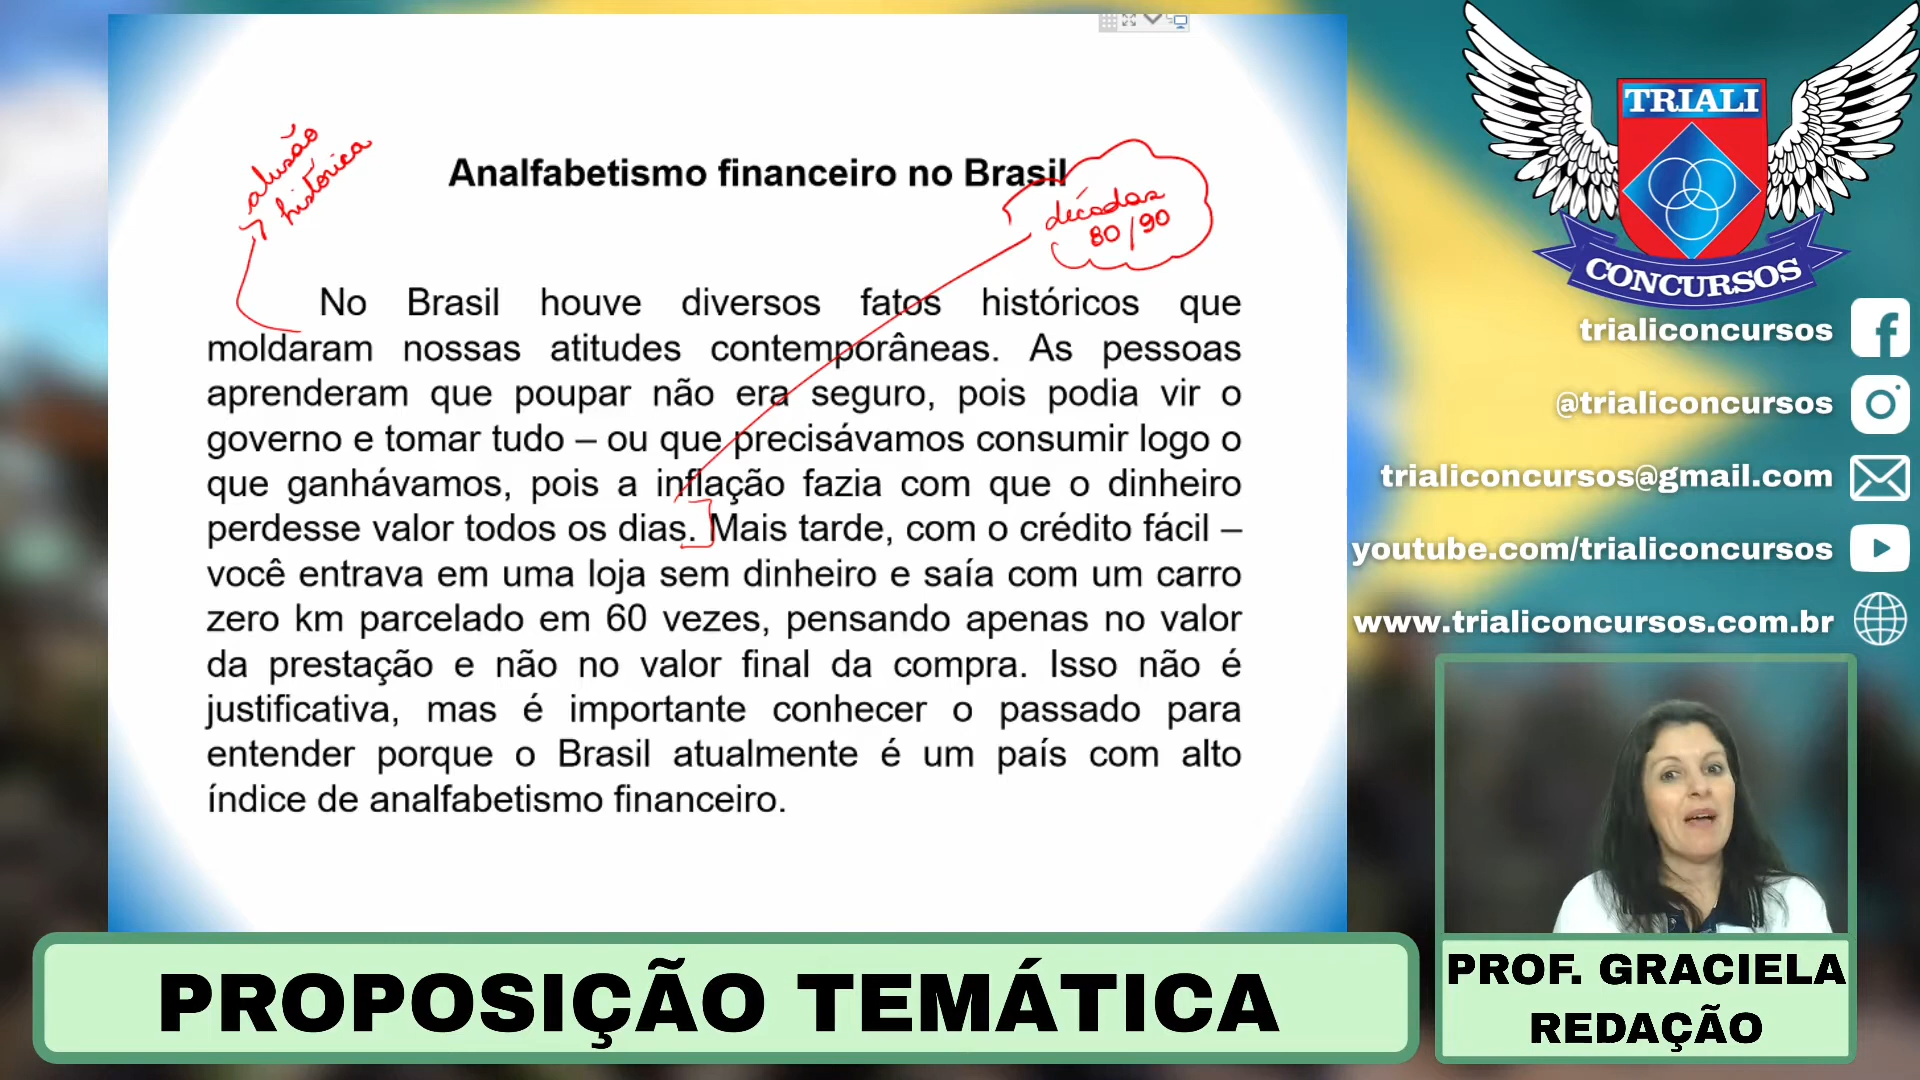 alusão
histórica
Analfabetismo financeiro no Brasil
décadas
80/90
No Brasil houve diversos fatos históricos que
moldaram nossas atitudes contemporâneas. As pessoas
aprenderam que poupar não era seguro, pois podia vir o
governo e tomar tudo – ou que precisávamos consumir logo o
que ganhávamos, pois a inflação fazia com que o dinheiro
perdesse valor todos os dias. Mais tarde, com o crédito fácil –
você entrava em uma loja sem dinheiro e saía com um carro
zero km parcelado em 60 vezes, pensando apenas no valor
da prestação e não no valor final da compra. Isso não é
justificativa, mas é importante conhecer o passado para
entender porque o Brasil atualmente é um país com alto
índice de analfabetismo financeiro.
PROPOSIÇÃO TEMÁTICA
TRIALI
CONCURSOS
trialiconcursos
@trialiconcursos
trialiconcursos@gmail.com
youtube.com/trialiconcursos
www.trialiconcursos.com.br
PROF. GRACIELA
REDAÇÃO